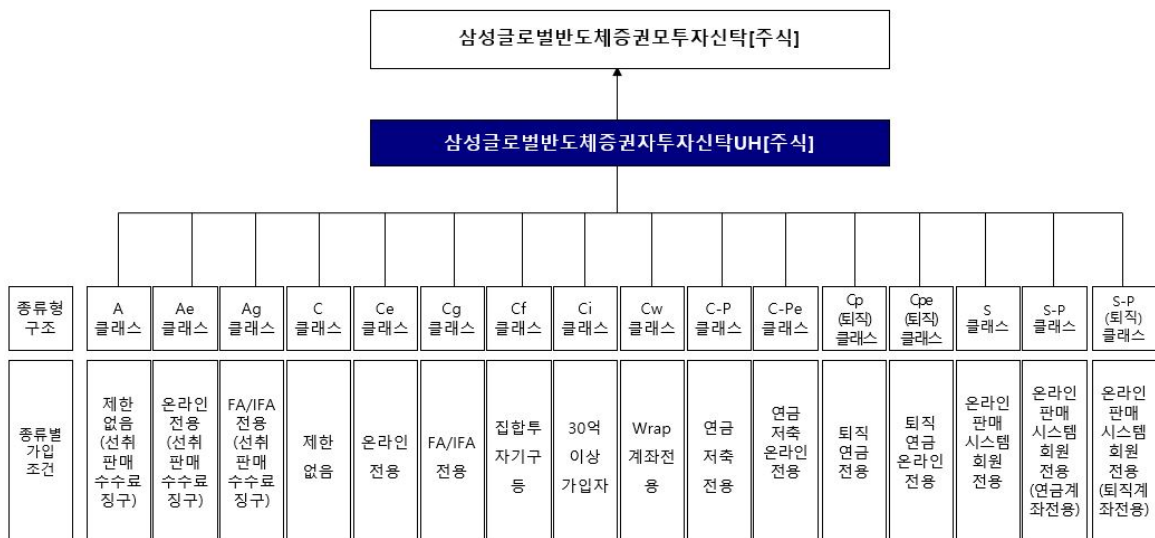 삼성글로벌반도체증권모투자신탁[주식]
삼성글로벌반도체증권자투자신탁UH[주식]
종류형
구조
A
클래스
Ae
클래스
Ag
클래스
C
클래스
Ce
클래스
Cg
클래스
Cf
클래스
Ci
클래스
Cw
클래스
C-P
클래스
C-Pe
클래스
Cp
(퇴직)
클래스
Cpe
(퇴직)
클래스
S
클래스
S-P
클래스
S-P
(퇴직)
클래스
종류별
가입
조건
제한
없음
(선취
판매
수수료
징구)
온라인
전용
(선취
판매
수수료
징구)
FA/IFA
전용
(선취
판매
수수료
징구)
제한
없음
온라인
전용
FA/IFA
전용
집합투
자기구
등
30억
이상
가입자
Wrap
계좌전
용
연금
저축
전용
연금
저축
온라인
전용
퇴직
연금
전용
퇴직
연금
온라인
전용
온라인
판매
시스템
회원
전용
온라인
판매
시스템
회원
전용
(연금계
좌전용)
온라인
판매
시스템
회원
전용
(퇴직계
좌전용)